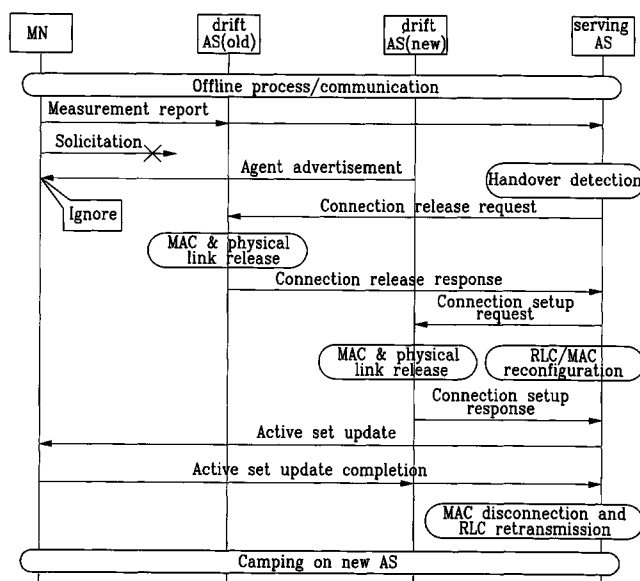 MN
drift
AS(old)
drift
AS(new)
serving
AS
Offline process/communication
Measurement report
Solicitation
Agent advertisement
Handover detection
Ignore
Connection release request
MAC & physical
link release
Connection release response
Connection setup
request
MAC & physical
link release
RLC/MAC
reconfiguration
Connection setup
response
Active set update
Active set update completion
MAC disconnection and
RLC retransmission
Camping on new AS